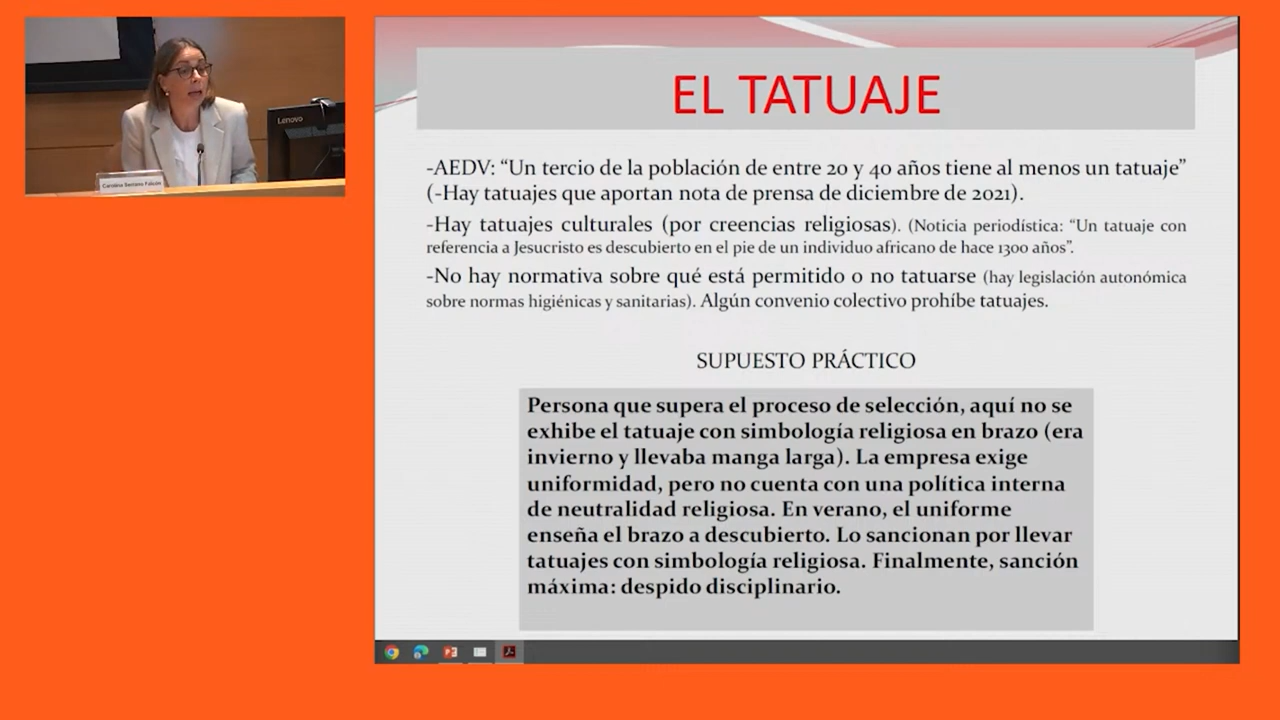 Lenovo
Carolina Serrano Falcón
EL TATUAJE
-AEDV: “Un tercio de la población de entre 20 y 40 años tiene al menos un tatuaje”
(-Hay tatuajes que aportan nota de prensa de diciembre de 2021).
-Hay tatuajes culturales (por creencias religiosas). (Noticia periodística: “Un tatuaje con
referencia a Jesucristo es descubierto en el pie de un individuo africano de hace 1300 años”.
-No hay normativa sobre qué está permitido o no tatuarse (hay legislación autonómica
sobre normas higiénicas y sanitarias). Algún convenio colectivo prohíbe tatuajes.
SUPUESTO PRÁCTICO
Persona que supera el proceso de selección, aquí no se
exhibe el tatuaje con simbología religiosa en brazo (era
invierno y llevaba manga larga). La empresa exige
uniformidad, pero no cuenta con una política interna
de neutralidad religiosa. En verano, el uniforme
enseña el brazo a descubierto. Lo sancionan por llevar
tatuajes con simbología religiosa. Finalmente, sanción
máxima: despido disciplinario.